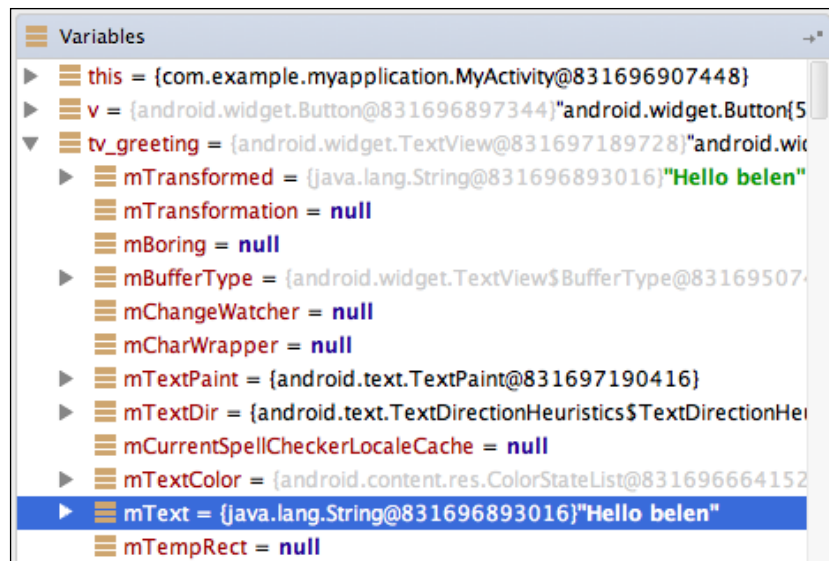 Variables
this = {com.example.myapplication.MyActivity@831696907448}
v = {android.widget.Button@831696897344}"android.widget.Button{5
tv_greeting = {android.widget.TextView@831697189728}"android.wid
mTransformed = {java.lang.String@831696893016}"Hello belen"
mTransformation = null
mBoring = null
mBufferType = {android.widget.TextView$BufferType@83169507
mChangeWatcher = null
mCharWrapper = null
mTextPaint = {android.text.TextPaint@831697190416}
mTextDir = {android.text.TextDirectionHeuristics$TextDirectionHe
mCurrentSpellCheckerLocaleCache = null
mTextColor = {android.content.res.ColorStateList@831696664152
mText = {java.lang.String@831696893016}"Hello belen"
mTempRect = null